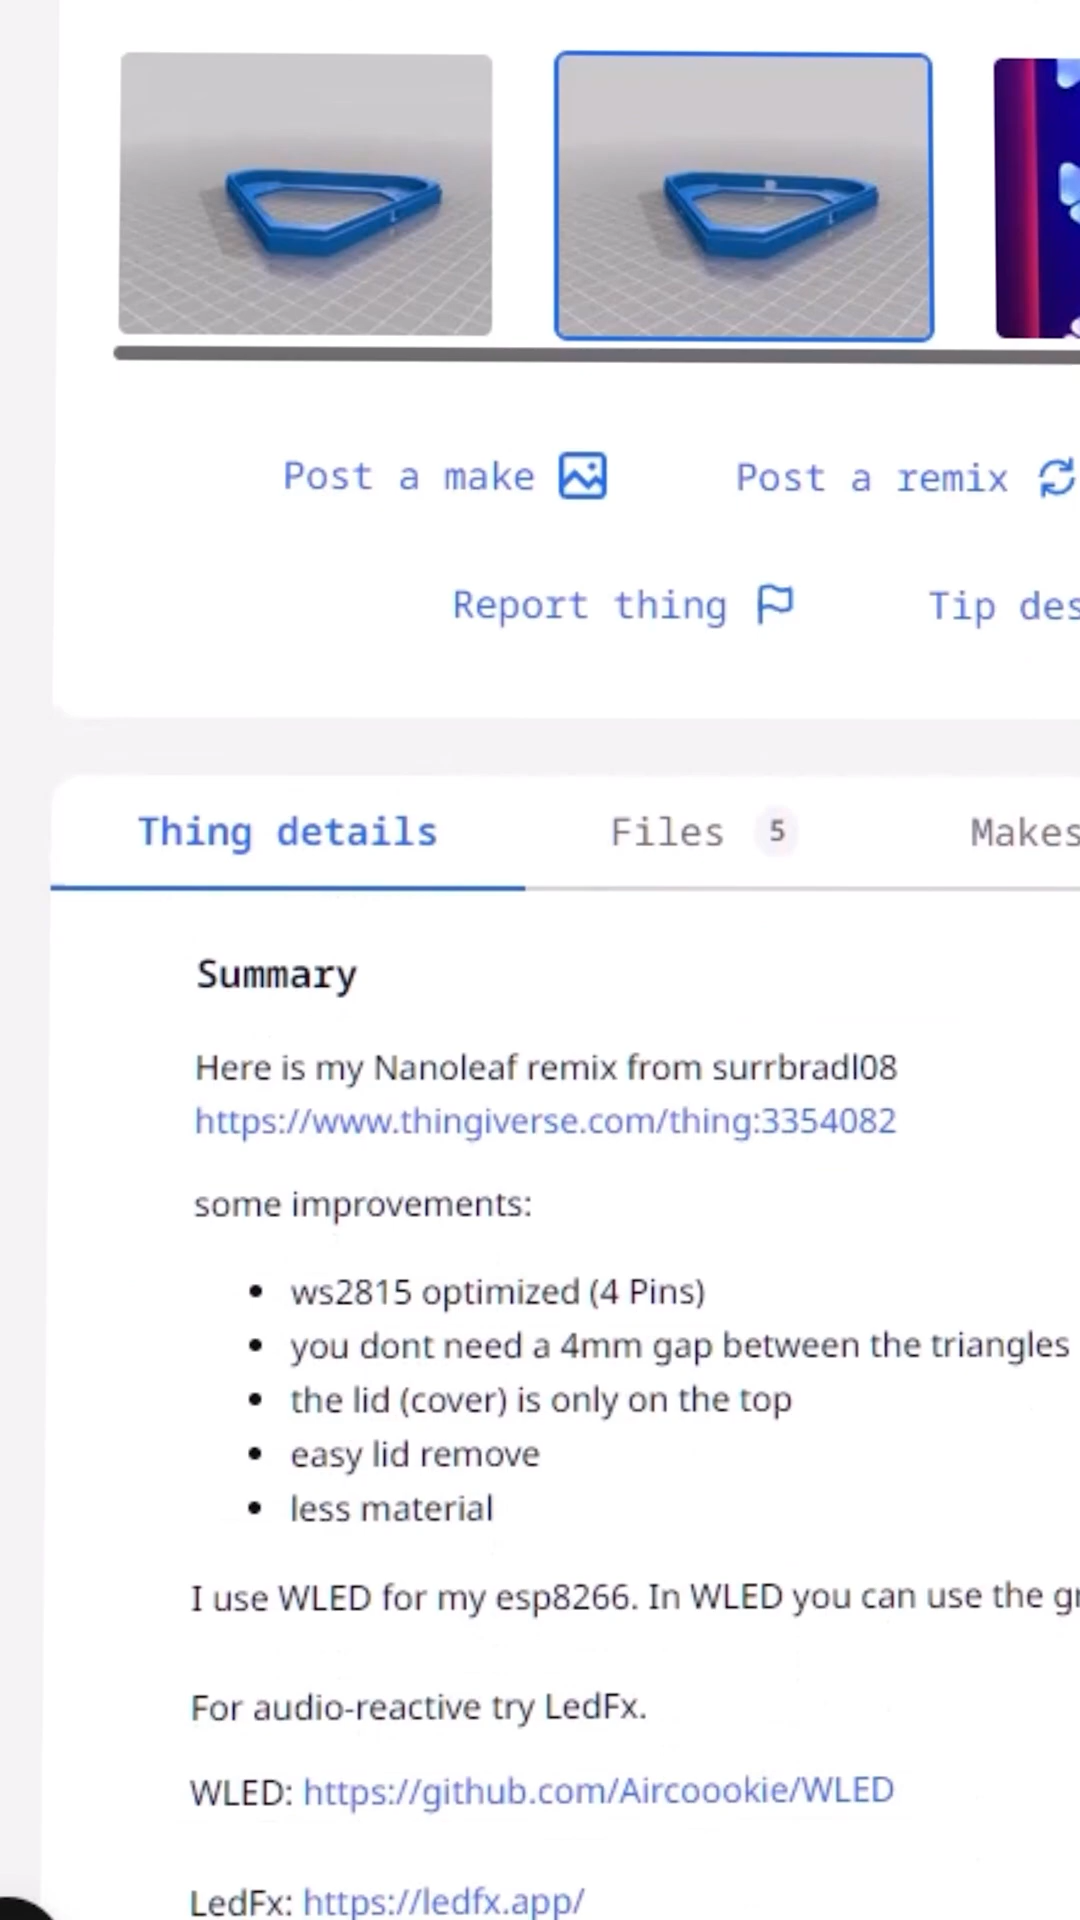 Post a make
Post a remix
Report thing
Tip
Thing details
Files 5
Makes
Summary
Here is my Nanoleaf remix from surrbradl08
https://www.thingiverse.com/thing:3354082
some improvements:
• ws2815 optimized (4 Pins)
• you dont need a 4mm gap between the triangles
• the lid (cover) is only on the top
• easy lid remove
• less material
I use WLED for my esp8266. In WLED you can use the
For audio-reactive try LedFx.
WLED: https://github.com/Aircoookie/WLED
LedFx: https://ledfx.app/